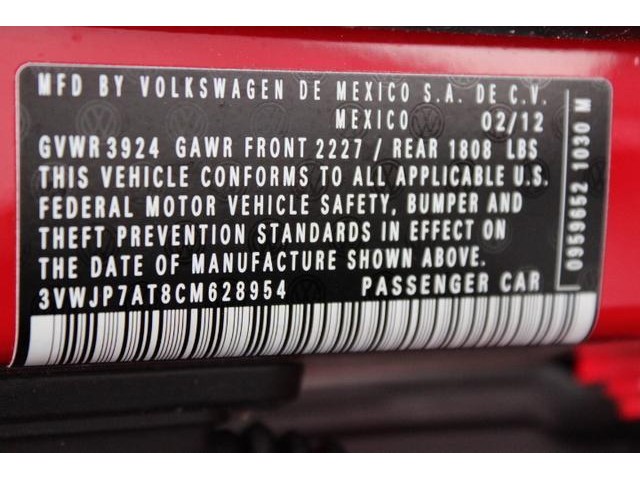 MFD BY VOLKSWAGEN DE MEXICO S.A. DE C.V.
MEXICO 02/12
GVWR 3924 GAWR FRONT 2227 / REAR 1808 LBS
THIS VEHICLE CONFORMS TO ALL APPLICABLE U.S.
FEDERAL MOTOR VEHICLE SAFETY, BUMPER AND
THEFT PREVENTION STANDARDS IN EFFECT ON
THE DATE OF MANUFACTURE SHOWN ABOVE.
3VWJP7AT8CM628954 PASSENGER CAR
0959652 1030 M